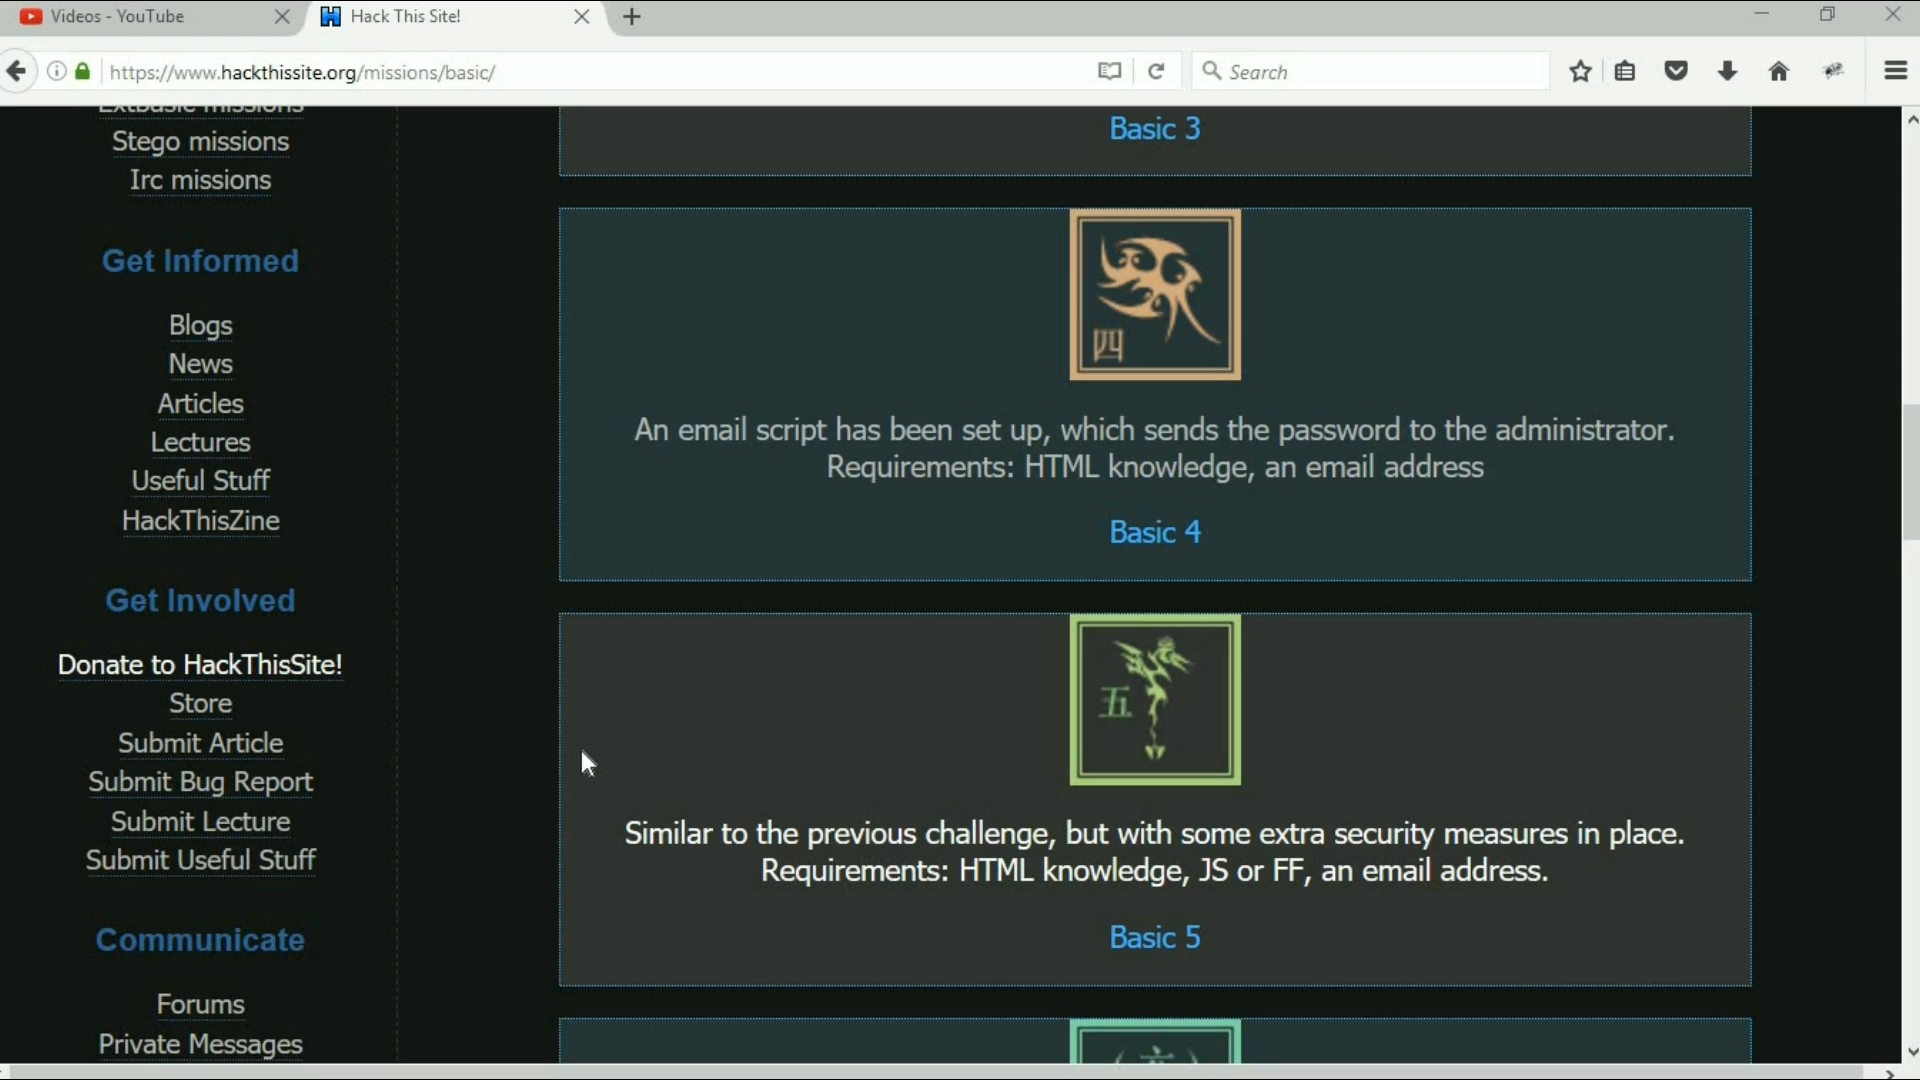 Videos - YouTube
Hack This Site!
https://www.hackthissite.org/missions/basic/
Search
Extbasic missions
Stego missions
Irc missions
Get Informed
Blogs
News
Articles
Lectures
Useful Stuff
HackThisZine
Get Involved
Donate to HackThisSite!
Store
Submit Article
Submit Bug Report
Submit Lecture
Submit Useful Stuff
Communicate
Forums
Private Messages
Basic 3
四
An email script has been set up, which sends the password to the administrator.
Requirements: HTML knowledge, an email address
Basic 4
五
Similar to the previous challenge, but with some extra security measures in place.
Requirements: HTML knowledge, JS or FF, an email address.
Basic 5